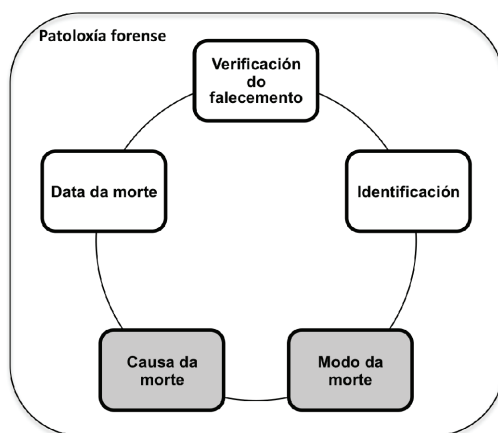 Patoloxía forense
Verificación
do
falecemento
Data da morte
Identificación
Causa da
morte
Modo da
morte